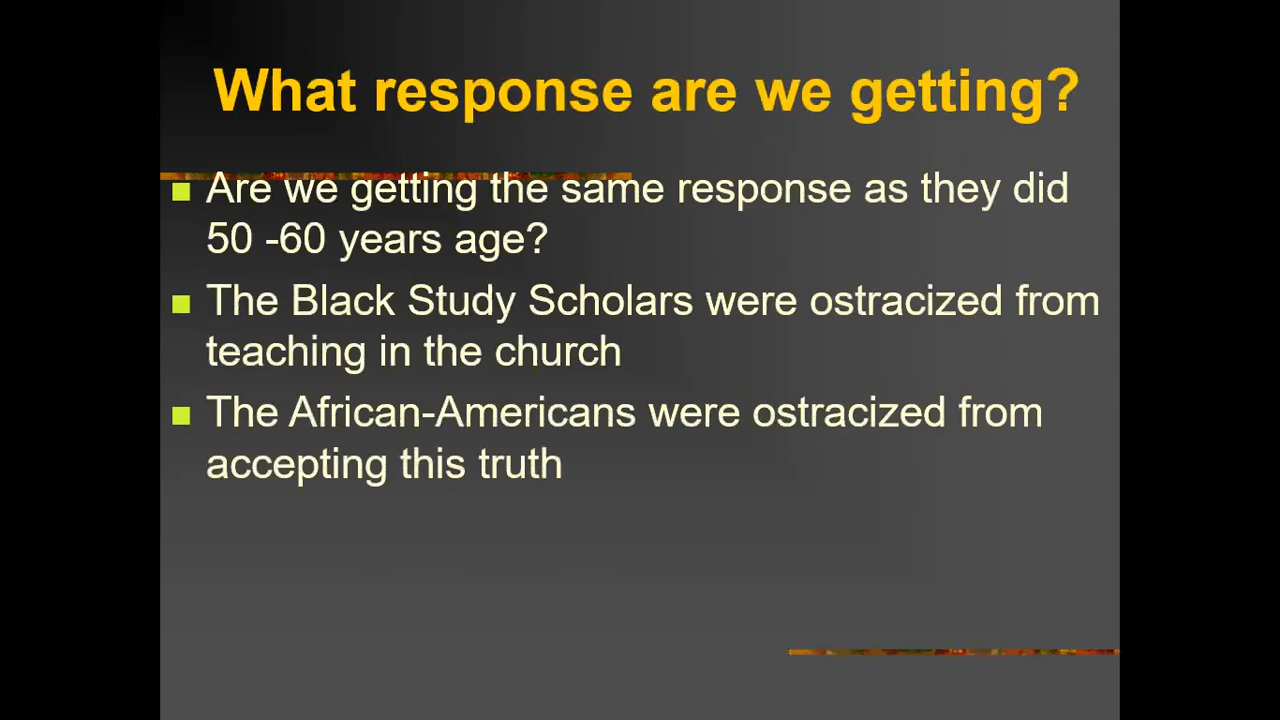 What response are we getting?
Are we getting the same response as they did
50 -60 years age?
The Black Study Scholars were ostracized from
teaching in the church
The African-Americans were ostracized from
accepting this truth